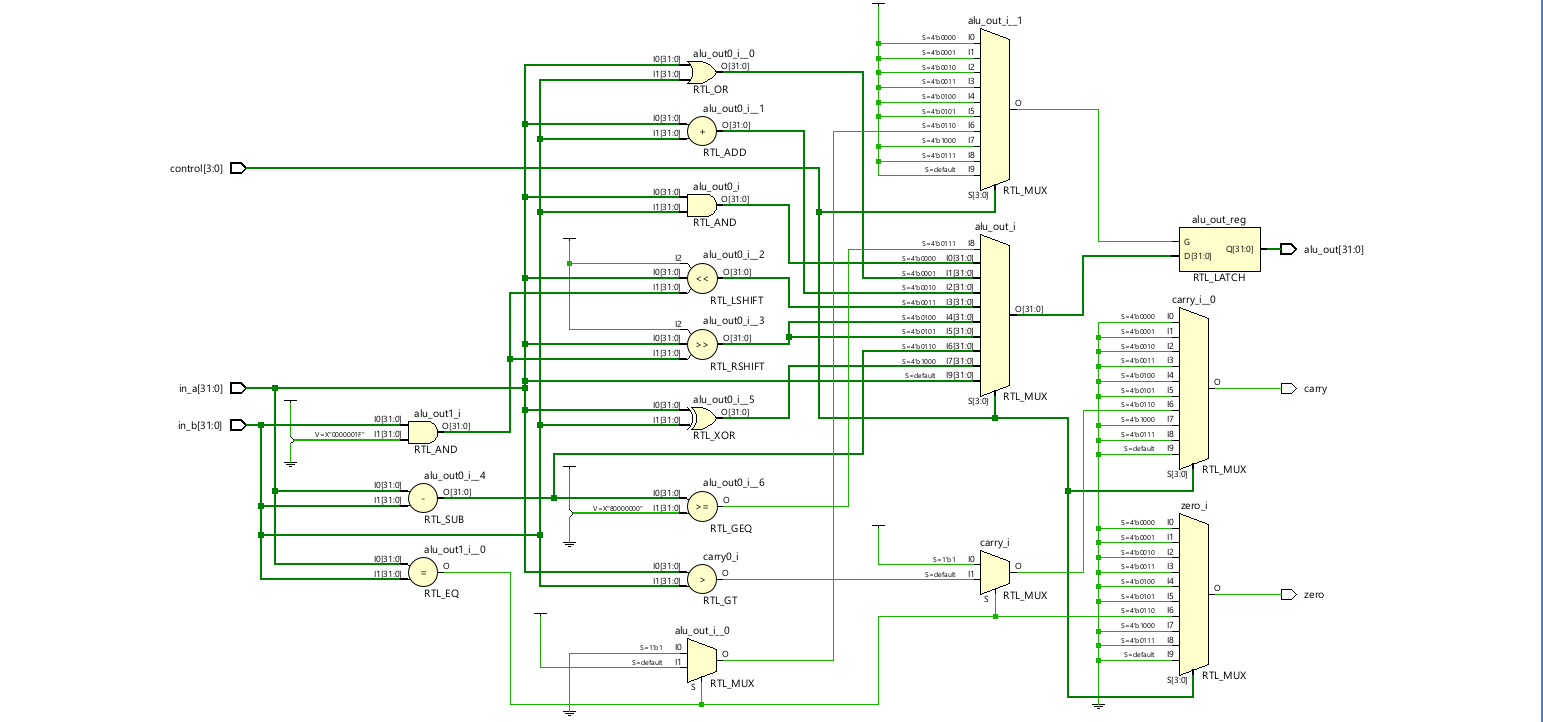 control[3:0]
in_a[31:0]
in_b[31:0]
V=X"0000001F"
alu_out1_i
I0[31:0]
I1[31:0]
O[31:0]
RTL_AND
alu_out0_i__4
I0[31:0]
I1[31:0]
O[31:0]
-
RTL_SUB
alu_out1_i__0
I0[31:0]
I1[31:0]
O
=
RTL_EQ
alu_out0_i__0
I0[31:0]
I1[31:0]
O[31:0]
RTL_OR
alu_out0_i__1
I0[31:0]
I1[31:0]
O[31:0]
+
RTL_ADD
alu_out0_i
I0[31:0]
I1[31:0]
O[31:0]
RTL_AND
alu_out0_i__2
I2
I0[31:0]
I1[31:0]
O[31:0]
<<
RTL_LSHIFT
alu_out0_i__3
I2
I0[31:0]
I1[31:0]
O[31:0]
>>
RTL_RSHIFT
alu_out0_i__5
I0[31:0]
I1[31:0]
O[31:0]
RTL_XOR
alu_out0_i__6
I0[31:0]
V=X"80000000" I1[31:0]
O
>=
RTL_GEQ
carry0_i
I0[31:0]
I1[31:0]
O
>
RTL_GT
alu_out_i__0
S=1'b1 I0
S=default I1
O
S
RTL_MUX
alu_out_i__1
S=4'b0000 I0
S=4'b0001 I1
S=4'b0010 I2
S=4'b0011 I3
S=4'b0100 I4
S=4'b0101 I5
S=4'b0110 I6
S=4'b1000 I7
S=4'b0111 I8
S=default I9
O
S[3:0]
RTL_MUX
alu_out_i
S=4'b0111 I8
S=4'b0000 I0[31:0]
S=4'b0001 I1[31:0]
S=4'b0010 I2[31:0]
S=4'b0011 I3[31:0]
S=4'b0100 I4[31:0]
S=4'b0101 I5[31:0]
S=4'b0110 I6[31:0]
S=4'b1000 I7[31:0]
S=default I9[31:0]
O[31:0]
S[3:0]
RTL_MUX
carry_i
S=1'b1 I0
S=default I1
O
S
RTL_MUX
alu_out_reg
G
D[31:0]
Q[31:0]
RTL_LATCH
alu_out[31:0]
carry_i__0
S=4'b0000 I0
S=4'b0001 I1
S=4'b0010 I2
S=4'b0011 I3
S=4'b0100 I4
S=4'b0101 I5
S=4'b0110 I6
S=4'b1000 I7
S=4'b0111 I8
S=default I9
O
S[3:0]
RTL_MUX
carry
zero_i
S=4'b0000 I0
S=4'b0001 I1
S=4'b0010 I2
S=4'b0011 I3
S=4'b0100 I4
S=4'b0101 I5
S=4'b0110 I6
S=4'b1000 I7
S=4'b0111 I8
S=default I9
O
S[3:0]
RTL_MUX
zero